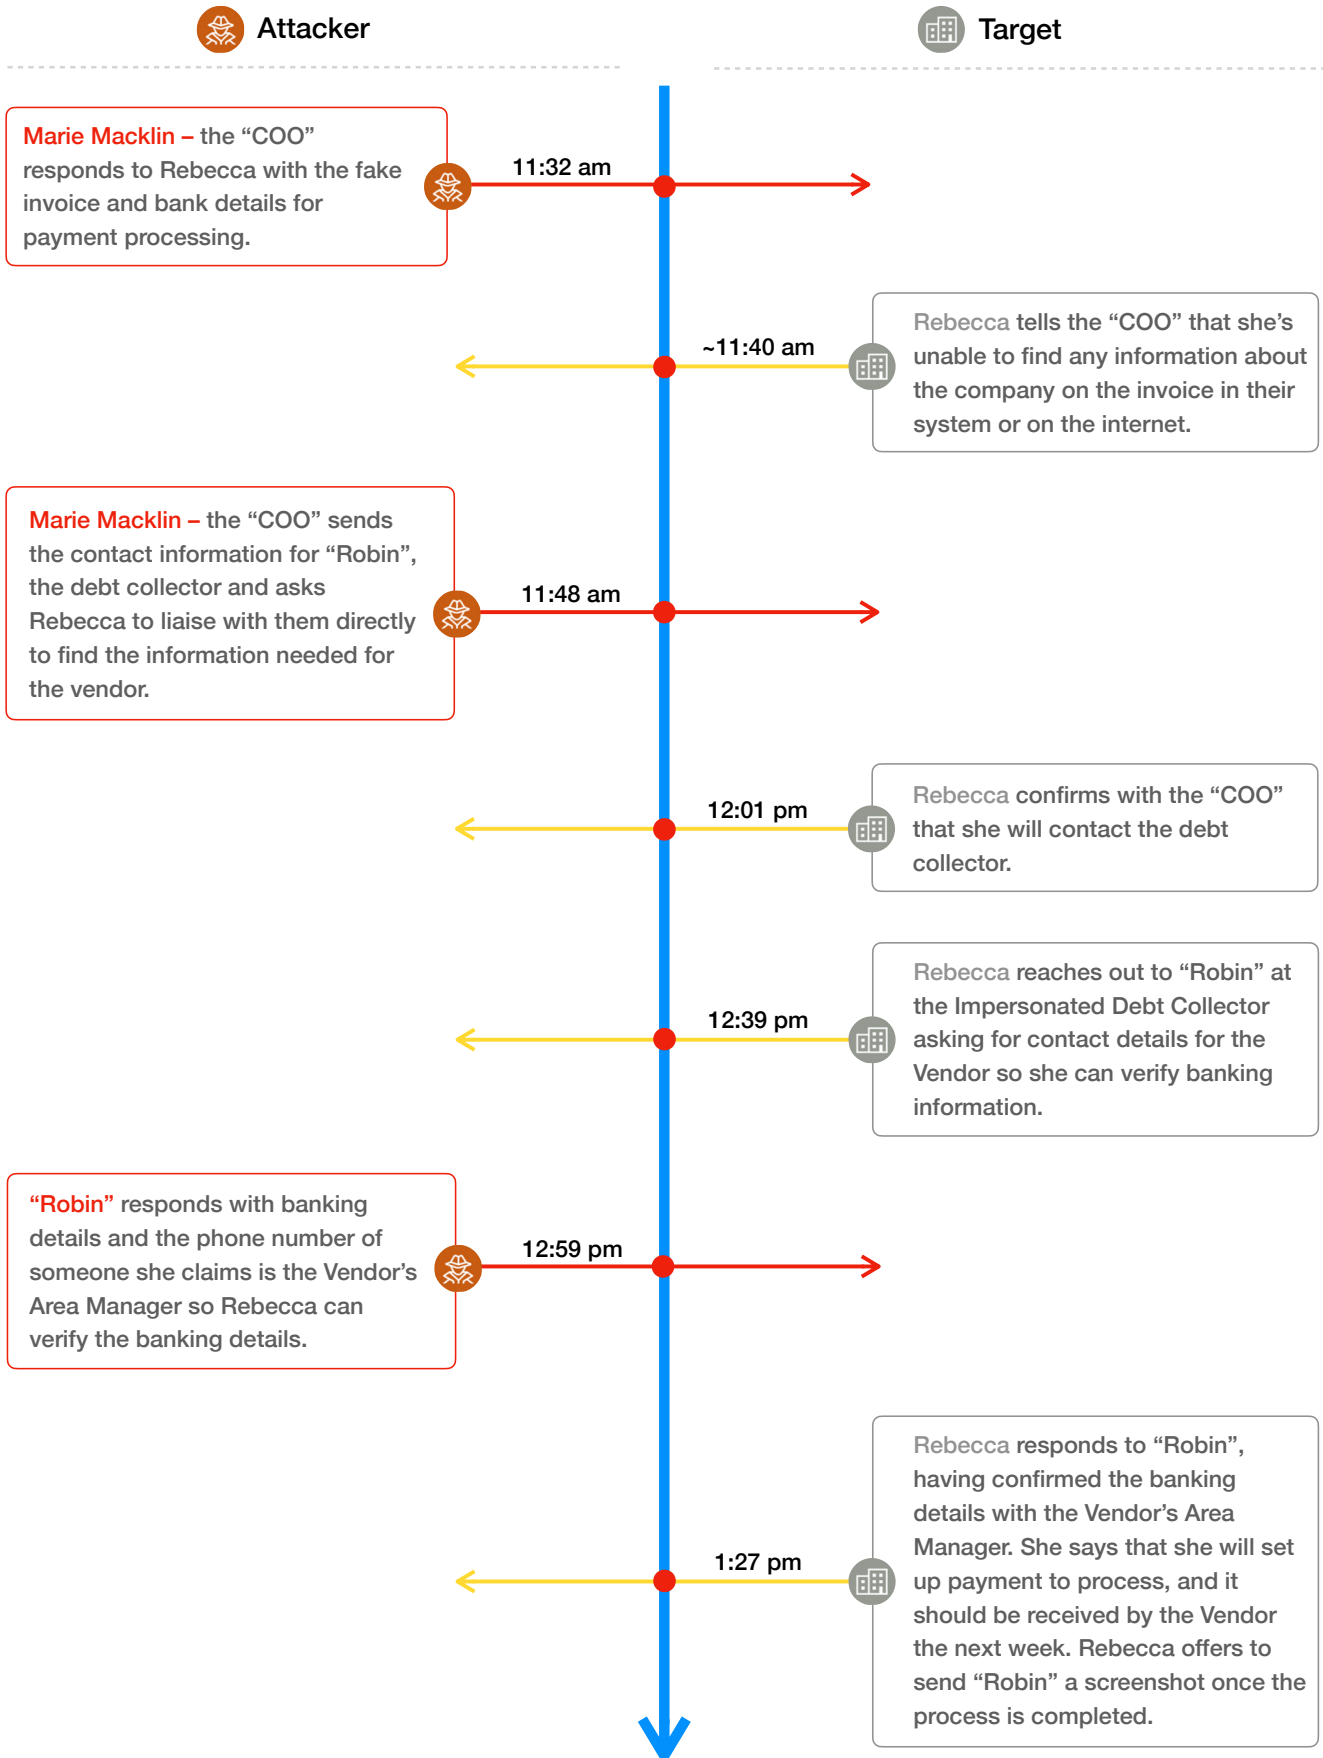 Attacker
Target
Marie Macklin – the “COO”
responds to Rebecca with the fake
invoice and bank details for
payment processing.
11:32 am
~11:40 am
Rebecca tells the “COO” that she’s
unable to find any information about
the company on the invoice in their
system or on the internet.
Marie Macklin – the “COO” sends
the contact information for “Robin”,
the debt collector and asks
Rebecca to liaise with them directly
to find the information needed for
the vendor.
11:48 am
12:01 pm
Rebecca confirms with the “COO”
that she will contact the debt
collector.
12:39 pm
Rebecca reaches out to “Robin” at
the Impersonated Debt Collector
asking for contact details for the
Vendor so she can verify banking
information.
“Robin” responds with banking
details and the phone number of
someone she claims is the Vendor’s
Area Manager so Rebecca can
verify the banking details.
12:59 pm
1:27 pm
Rebecca responds to “Robin”,
having confirmed the banking
details with the Vendor’s Area
Manager. She says that she will set
up payment to process, and it
should be received by the Vendor
the next week. Rebecca offers to
send “Robin” a screenshot once the
process is completed.